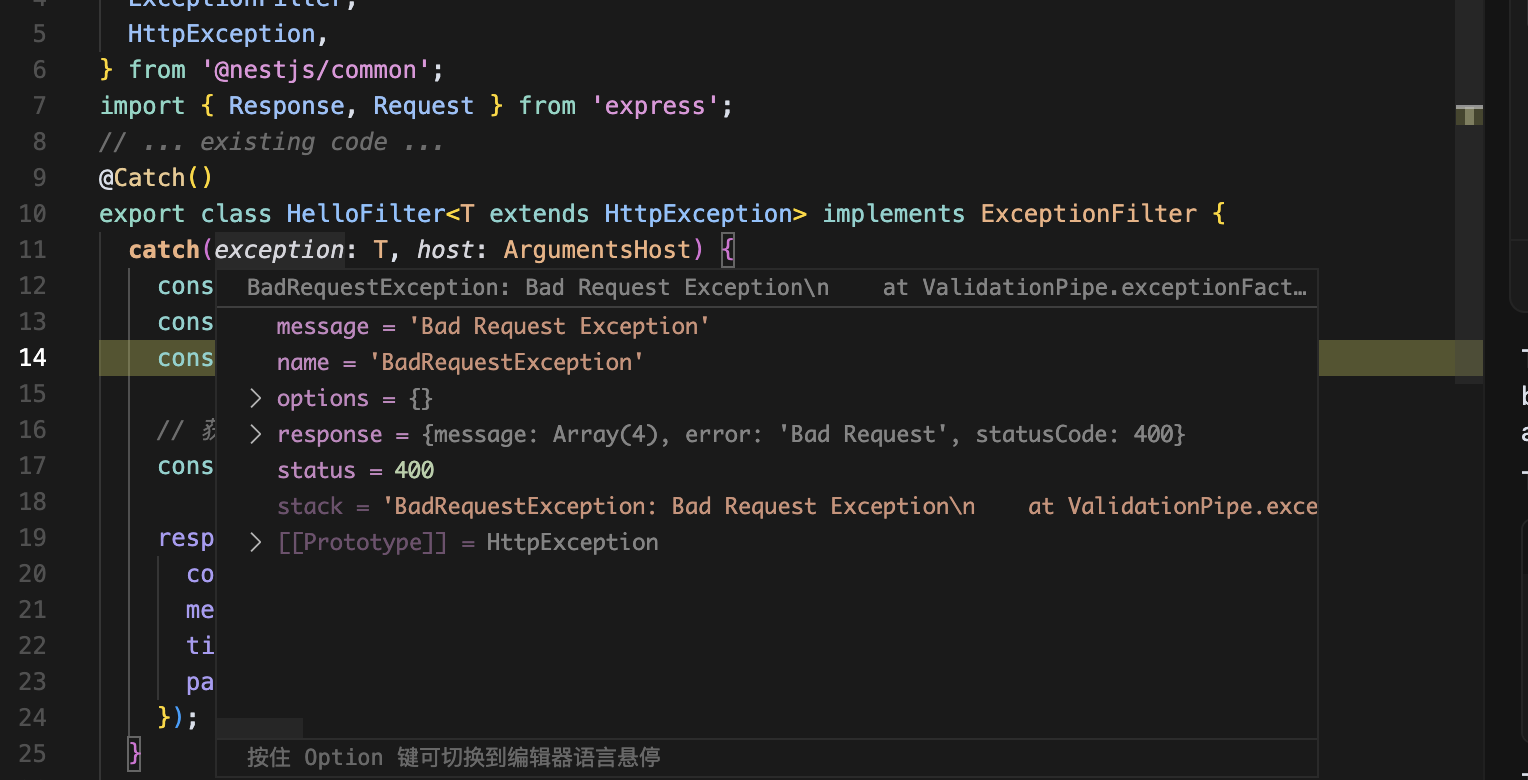 4 ExceptionFilter,
5 HttpException,
6 } from '@nestjs/common';
7 import { Response, Request } from 'express';
8 // ... existing code ...
9 @Catch()
10 export class HelloFilter<T extends HttpException> implements ExceptionFilter {
11 catch(exception: T, host: ArgumentsHost) {
12 cons
BadRequestException: Bad Request Exception\n    at ValidationPipe.exceptionFact…
13 cons
message = 'Bad Request Exception'
14 cons
name = 'BadRequestException'
15
options = {}
16 //
response = {message: Array(4), error: 'Bad Request', statusCode: 400}
17 cons
status = 400
18
stack = 'BadRequestException: Bad Request Exception\n    at ValidationPipe.exce
19 resp
[[Prototype]] = HttpException
20 co
21 me
22 ti
23 pa
24 });
25 }
按住 Option 键可切换到编辑器语言悬停